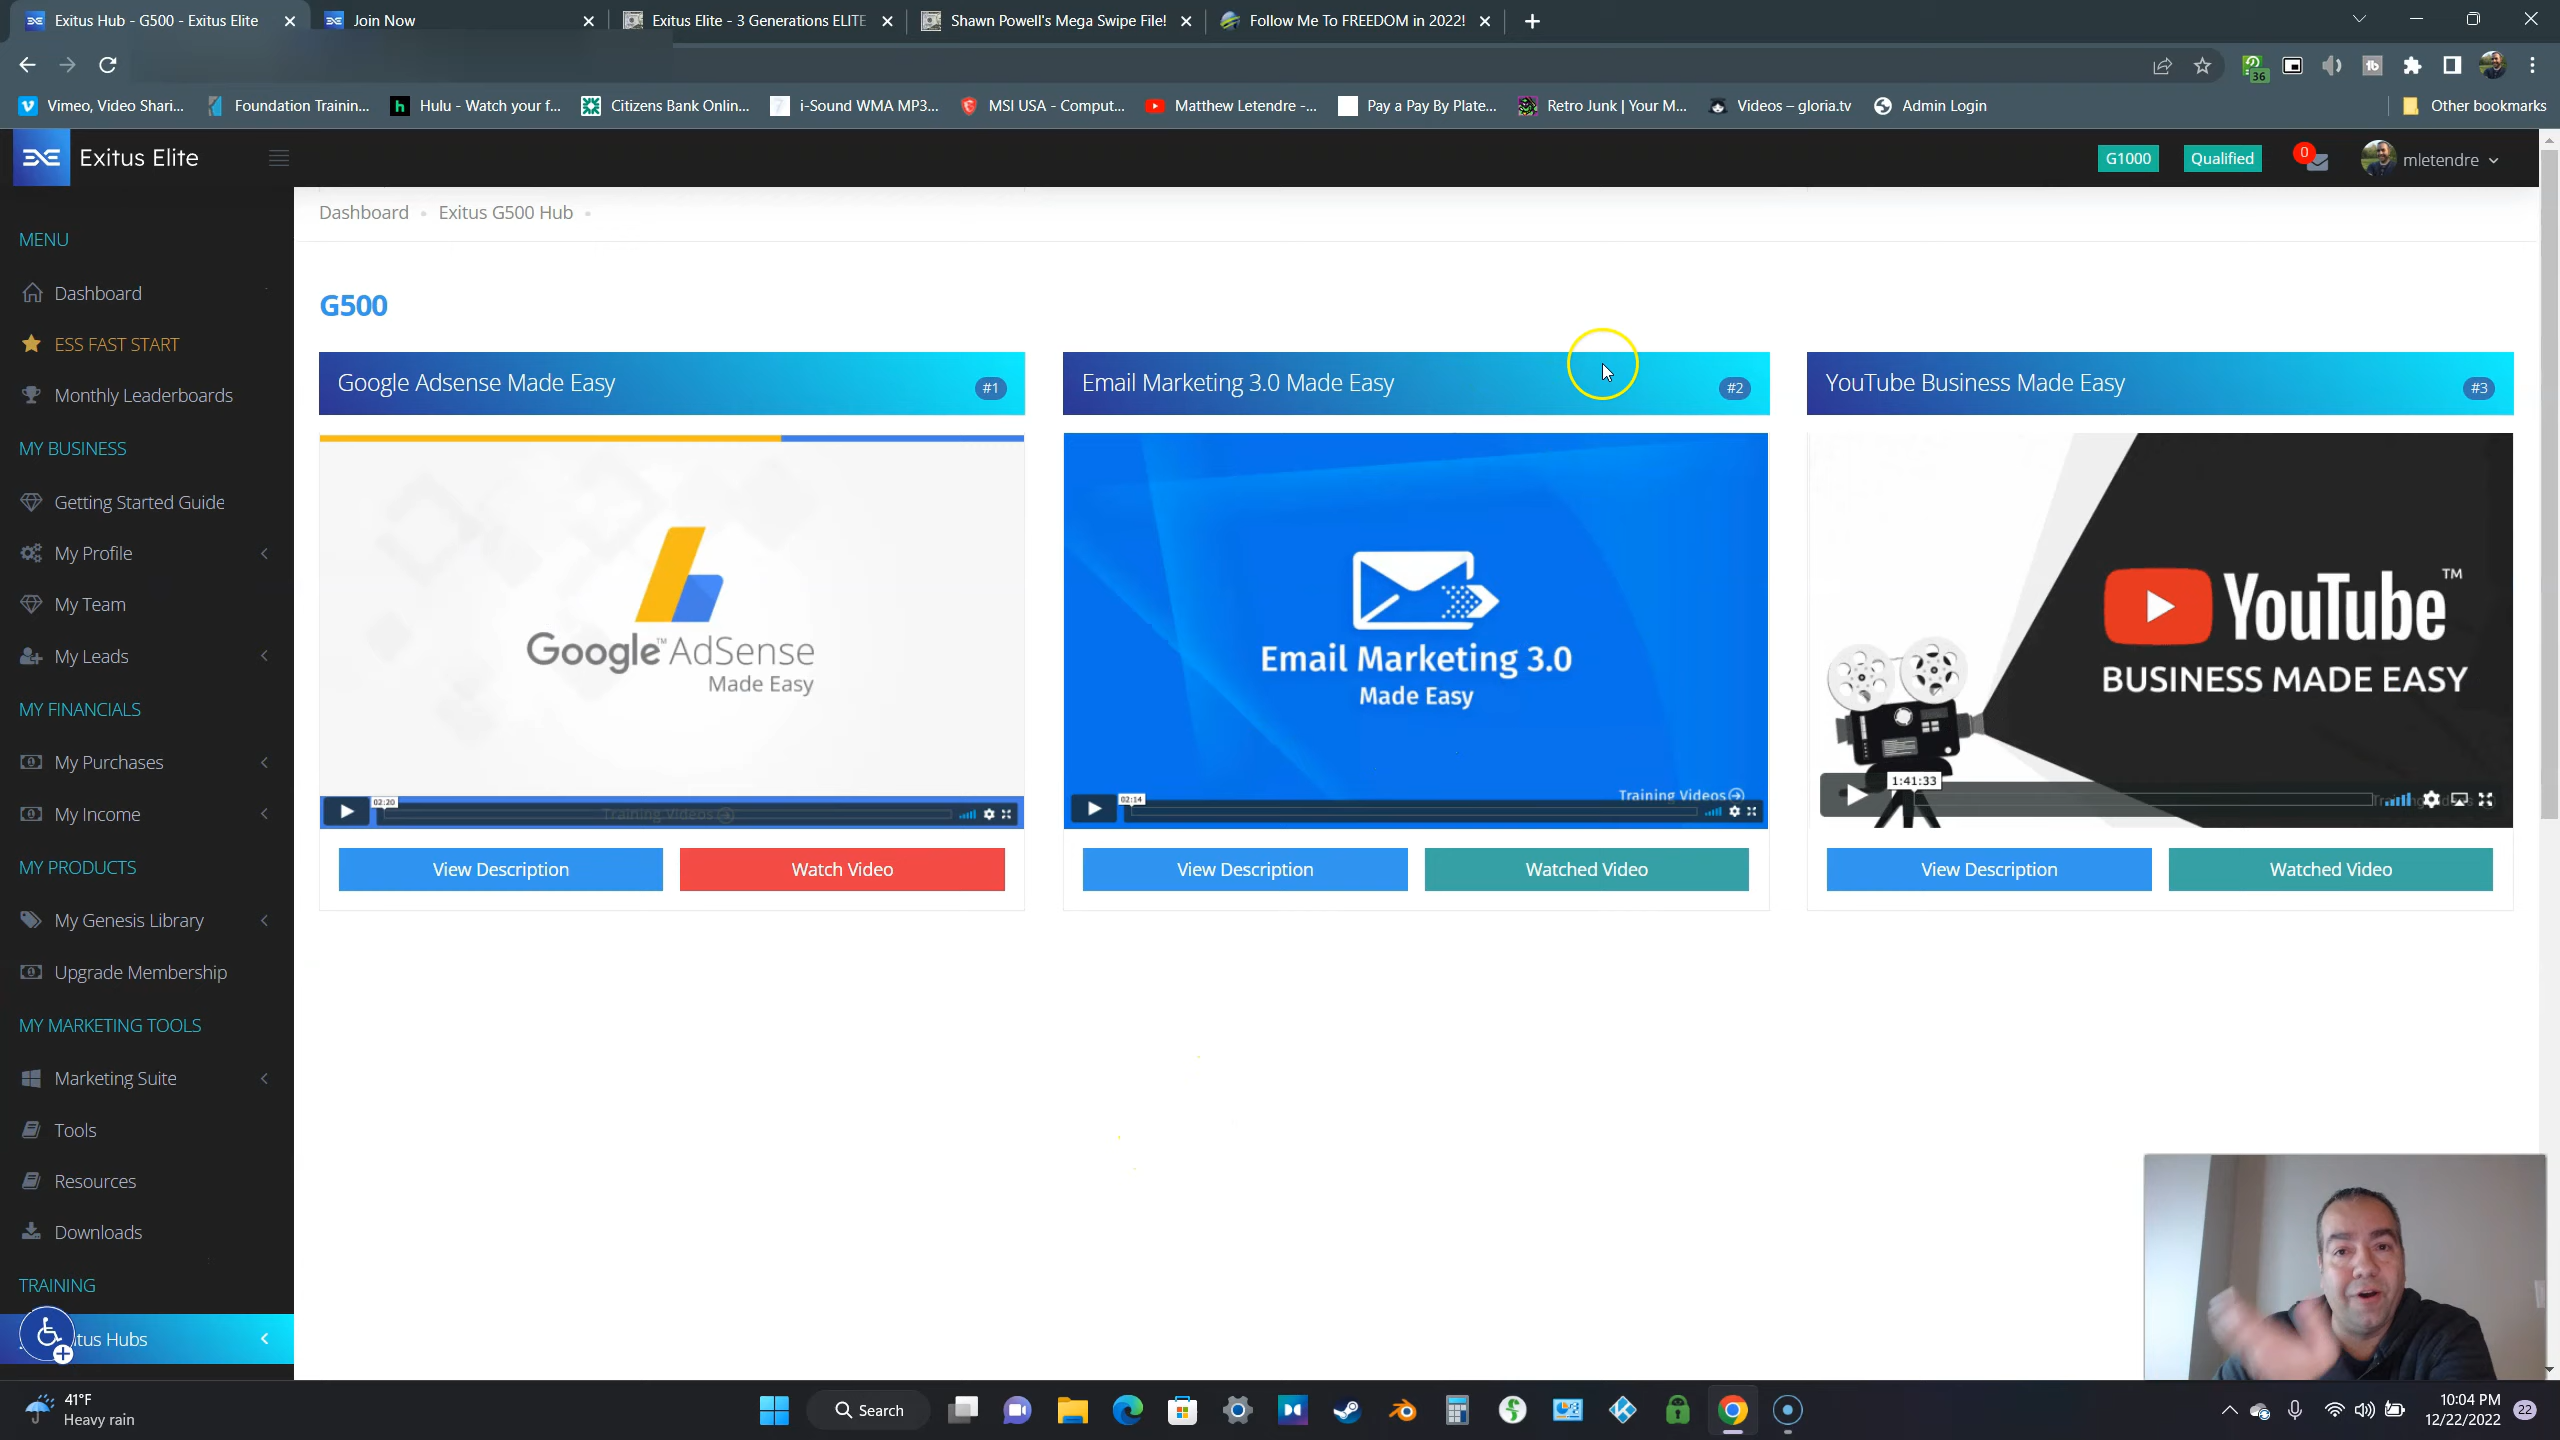 Exitus Hub - G500 - Exitus Elite
Join Now
Exitus Elite - 3 Generations ELITE
Shawn Powell's Mega Swipe File!
Follow Me To FREEDOM in 2022!
36
Vimeo, Video Shari...
Foundation Trainin...
Hulu - Watch your f...
Citizens Bank Onlin...
i-Sound WMA MP3...
MSI USA - Comput...
Matthew Letendre -...
Pay a Pay By Plate...
Retro Junk | Your M...
Videos – gloria.tv
Admin Login
Other bookmarks
Exitus Elite
G1000
Qualified
0
mletendre
Dashboard
Exitus G500 Hub
MENU
Dashboard
ESS FAST START
Monthly Leaderboards
MY BUSINESS
Getting Started Guide
My Profile
My Team
My Leads
MY FINANCIALS
My Purchases
My Income
MY PRODUCTS
My Genesis Library
Upgrade Membership
MY MARKETING TOOLS
Marketing Suite
Tools
Resources
Downloads
TRAINING
itus Hubs
G500
Google Adsense Made Easy
#1
Google™ AdSense
Made Easy
02:20
Training Videos
View Description
Watch Video
Email Marketing 3.0 Made Easy
#2
Email Marketing 3.0
Made Easy
Training Videos
02:14
View Description
Watched Video
YouTube Business Made Easy
#3
YouTube™
BUSINESS MADE EASY
1:41:33
View Description
Watched Video
41°F
Heavy rain
Search
10:04 PM
12/22/2022
22